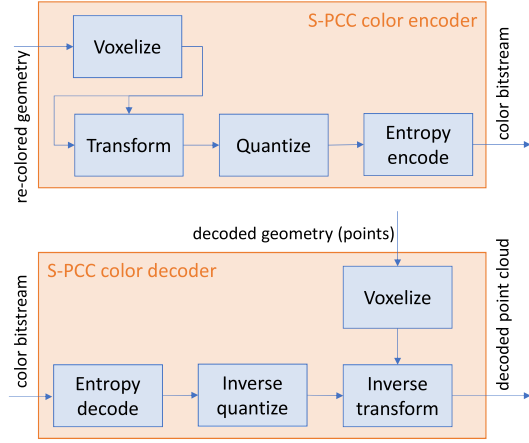 S-PCC color encoder
re-colored geometry
Voxelize
Transform
Quantize
Entropy
encode
color bitstream
decoded geometry (points)
S-PCC color decoder
color bitstream
Voxelize
Entropy
decode
Inverse
quantize
Inverse
transform
decoded point cloud